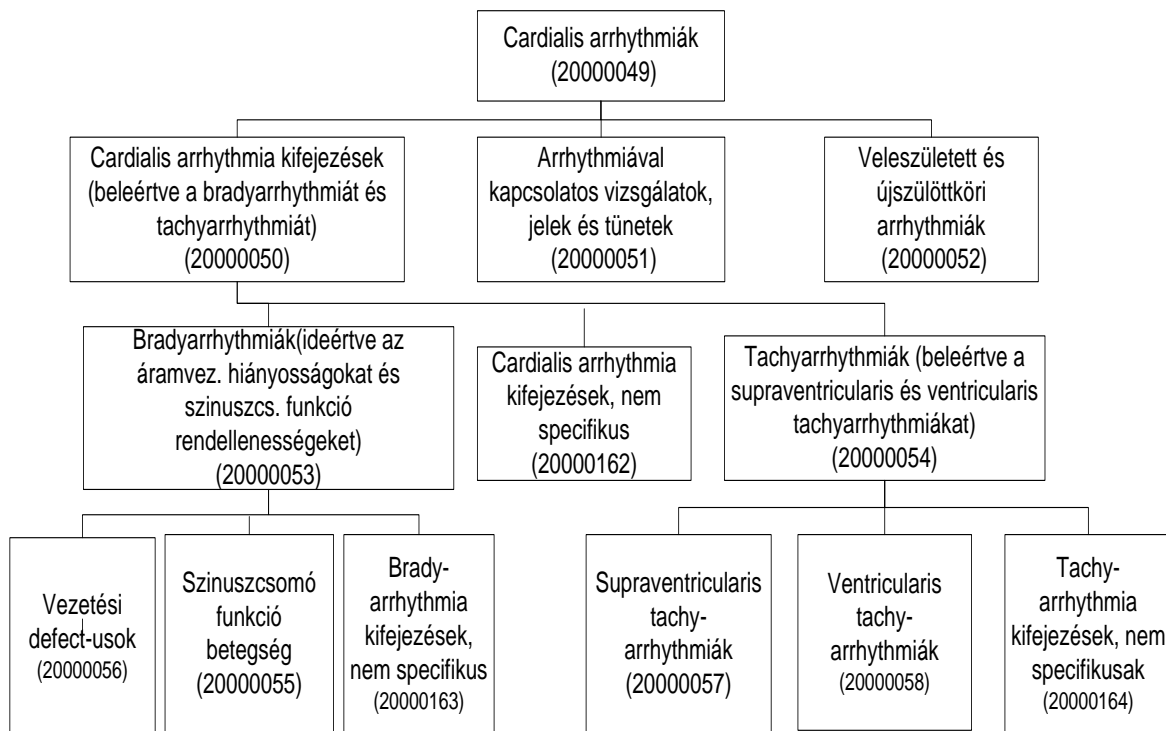 Cardialis arrhythmiák
(20000049)
Cardialis arrhythmia kifejezések
(beleértve a bradyarrhythmiát és
tachyarrhythmiát)
(20000050)
Arrhythmiával
kapcsolatos vizsgálatok,
jelek és tünetek
(20000051)
Veleszületett és
újszülöttköri
arrhythmiák
(20000052)
Bradyarrhythmiák(ideértve az
áramvez. hiányosságokat és
szinuszcs. funkció
rendellenességeket)
(20000053)
Cardialis arrhythmia
kifejezések, nem
specifikus
(20000162)
Tachyarrhythmiák (beleértve a
supraventricularis és ventricularis
tachyarrhythmiákat)
(20000054)
Vezetési
defect-usok
(20000056)
Szinuszcsomó
funkció
betegség
(20000055)
Brady-
arrhythmia
kifejezések,
nem specifikus
(20000163)
Supraventricularis
tachy-
arrhythmiák
(20000057)
Ventricularis
tachy-
arrhythmiák
(20000058)
Tachy-
arrhythmia
kifejezések, nem
specifikusak
(20000164)